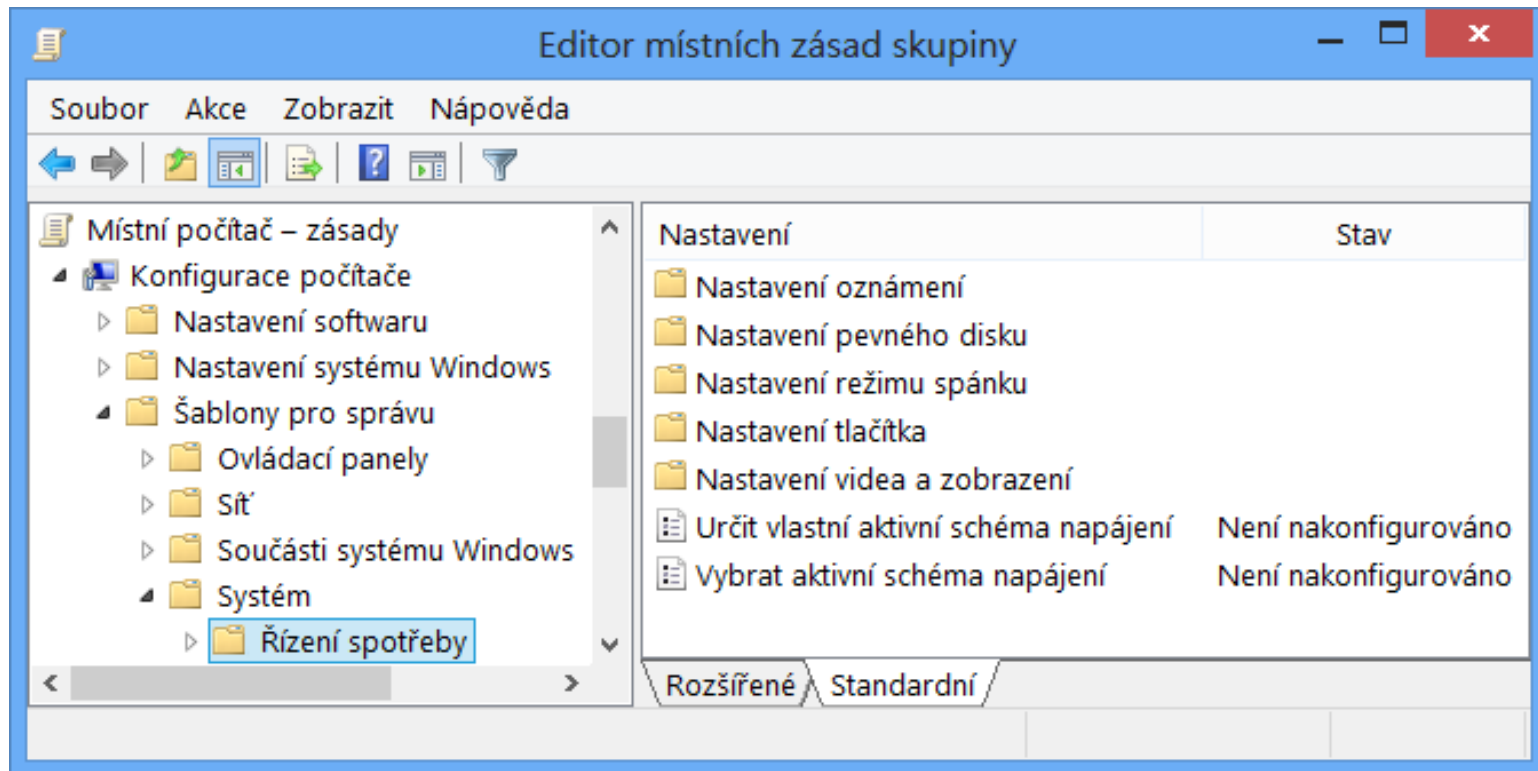 Editor místních zásad skupiny
Soubor Akce Zobrazit Nápověda
Místní počítač – zásady
Konfigurace počítače
Nastavení softwaru
Nastavení systému Windows
Šablony pro správu
Ovládací panely
Síť
Součásti systému Windows
Systém
Řízení spotřeby
Nastavení Stav
Nastavení oznámení
Nastavení pevného disku
Nastavení režimu spánku
Nastavení tlačítka
Nastavení videa a zobrazení
Určit vlastní aktivní schéma napájení Není nakonfigurováno
Vybrat aktivní schéma napájení Není nakonfigurováno
Rozšířené Standardní